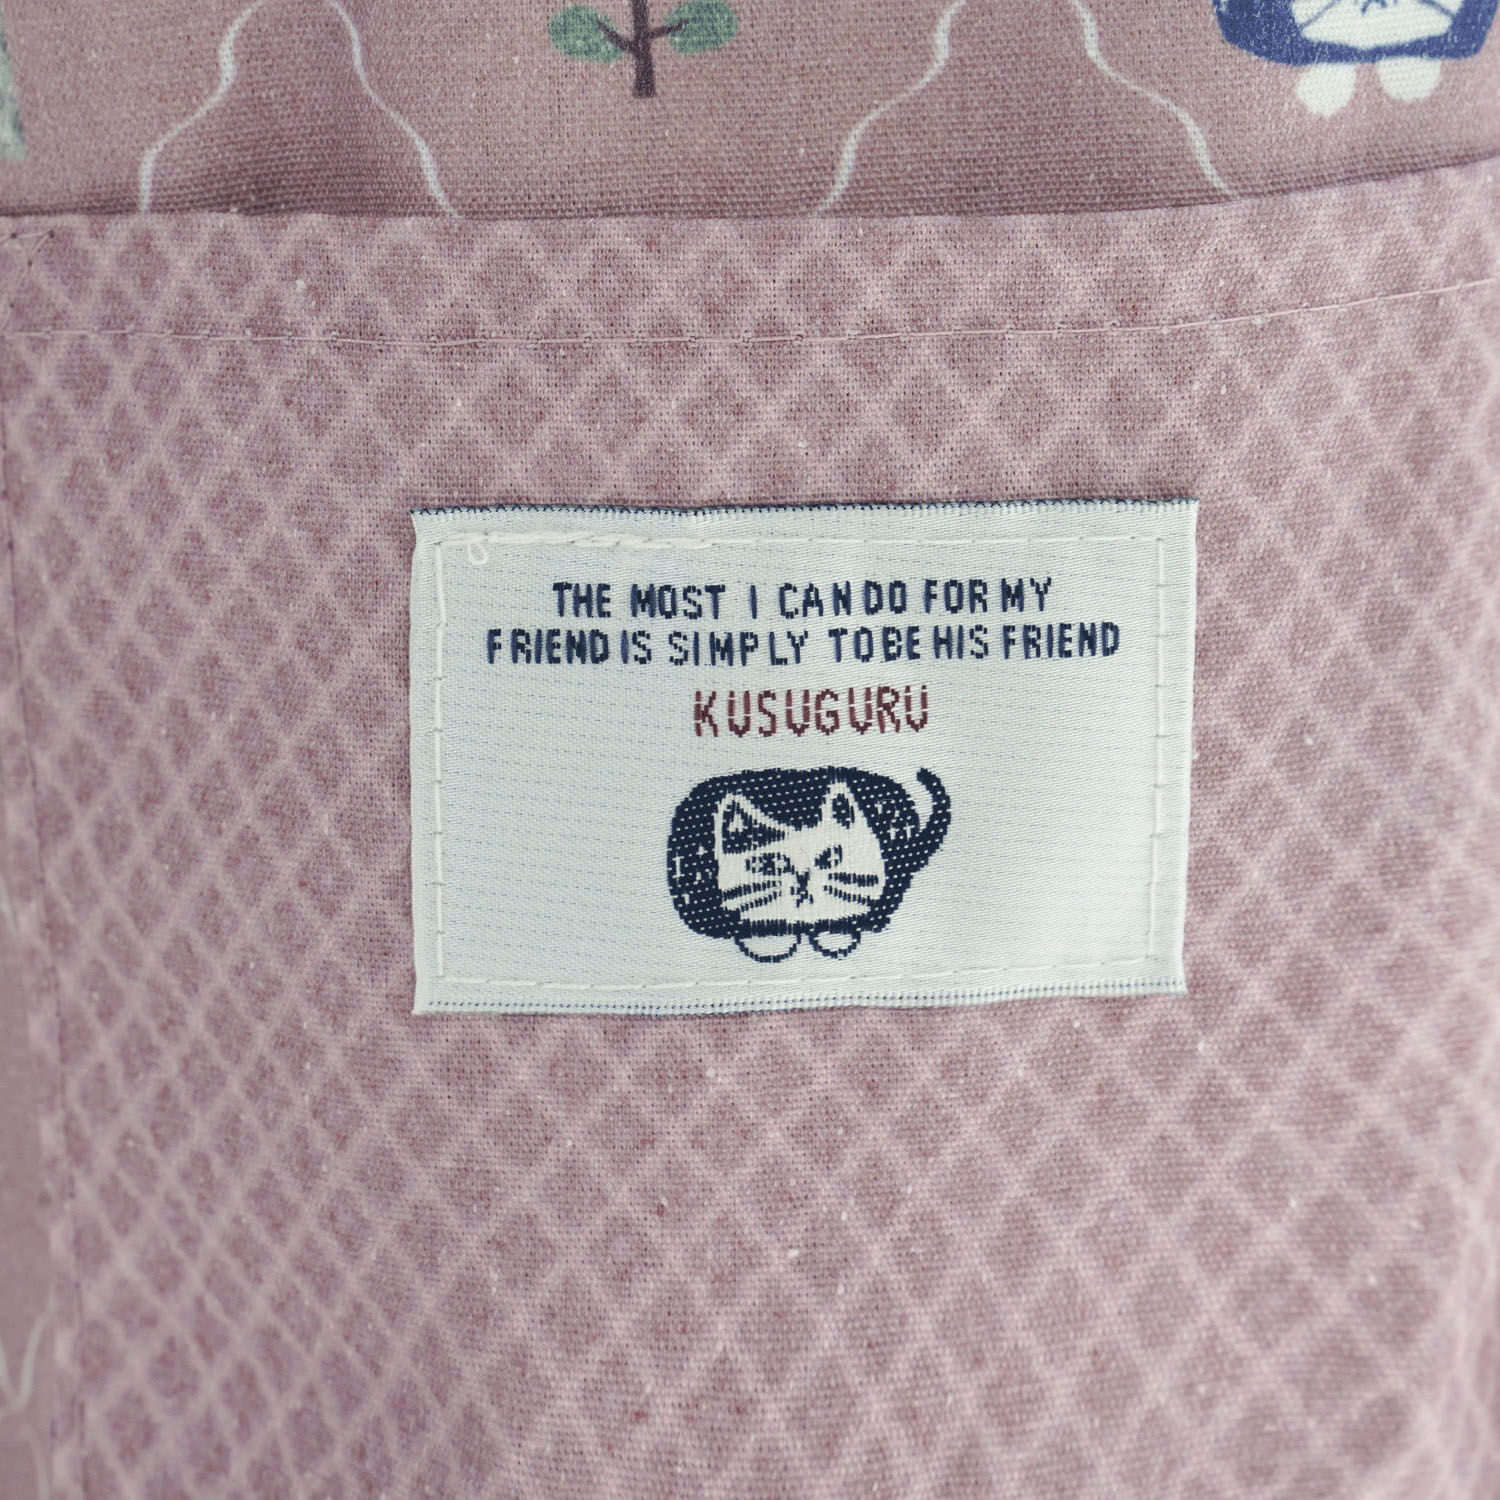 THE MOST I CAN DO FOR MY
FRIEND IS SIMPLY TO BE HIS FRIEND
KUSUGURU